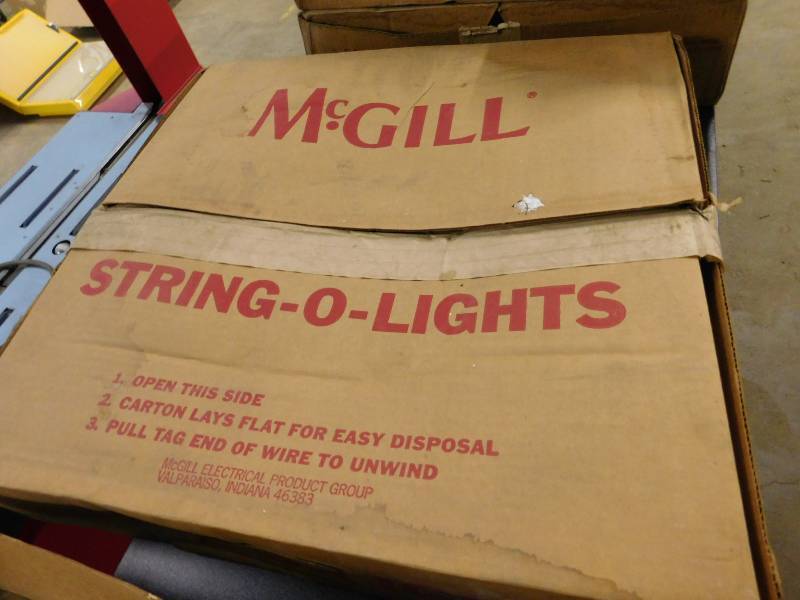 McGILL®
STRING-O-LIGHTS
1. OPEN THIS SIDE
2. CARTON LAYS FLAT FOR EASY DISPOSAL
3. PULL TAG END OF WIRE TO UNWIND
McGILL ELECTRICAL PRODUCT GROUP
VALPARAISO, INDIANA 46383